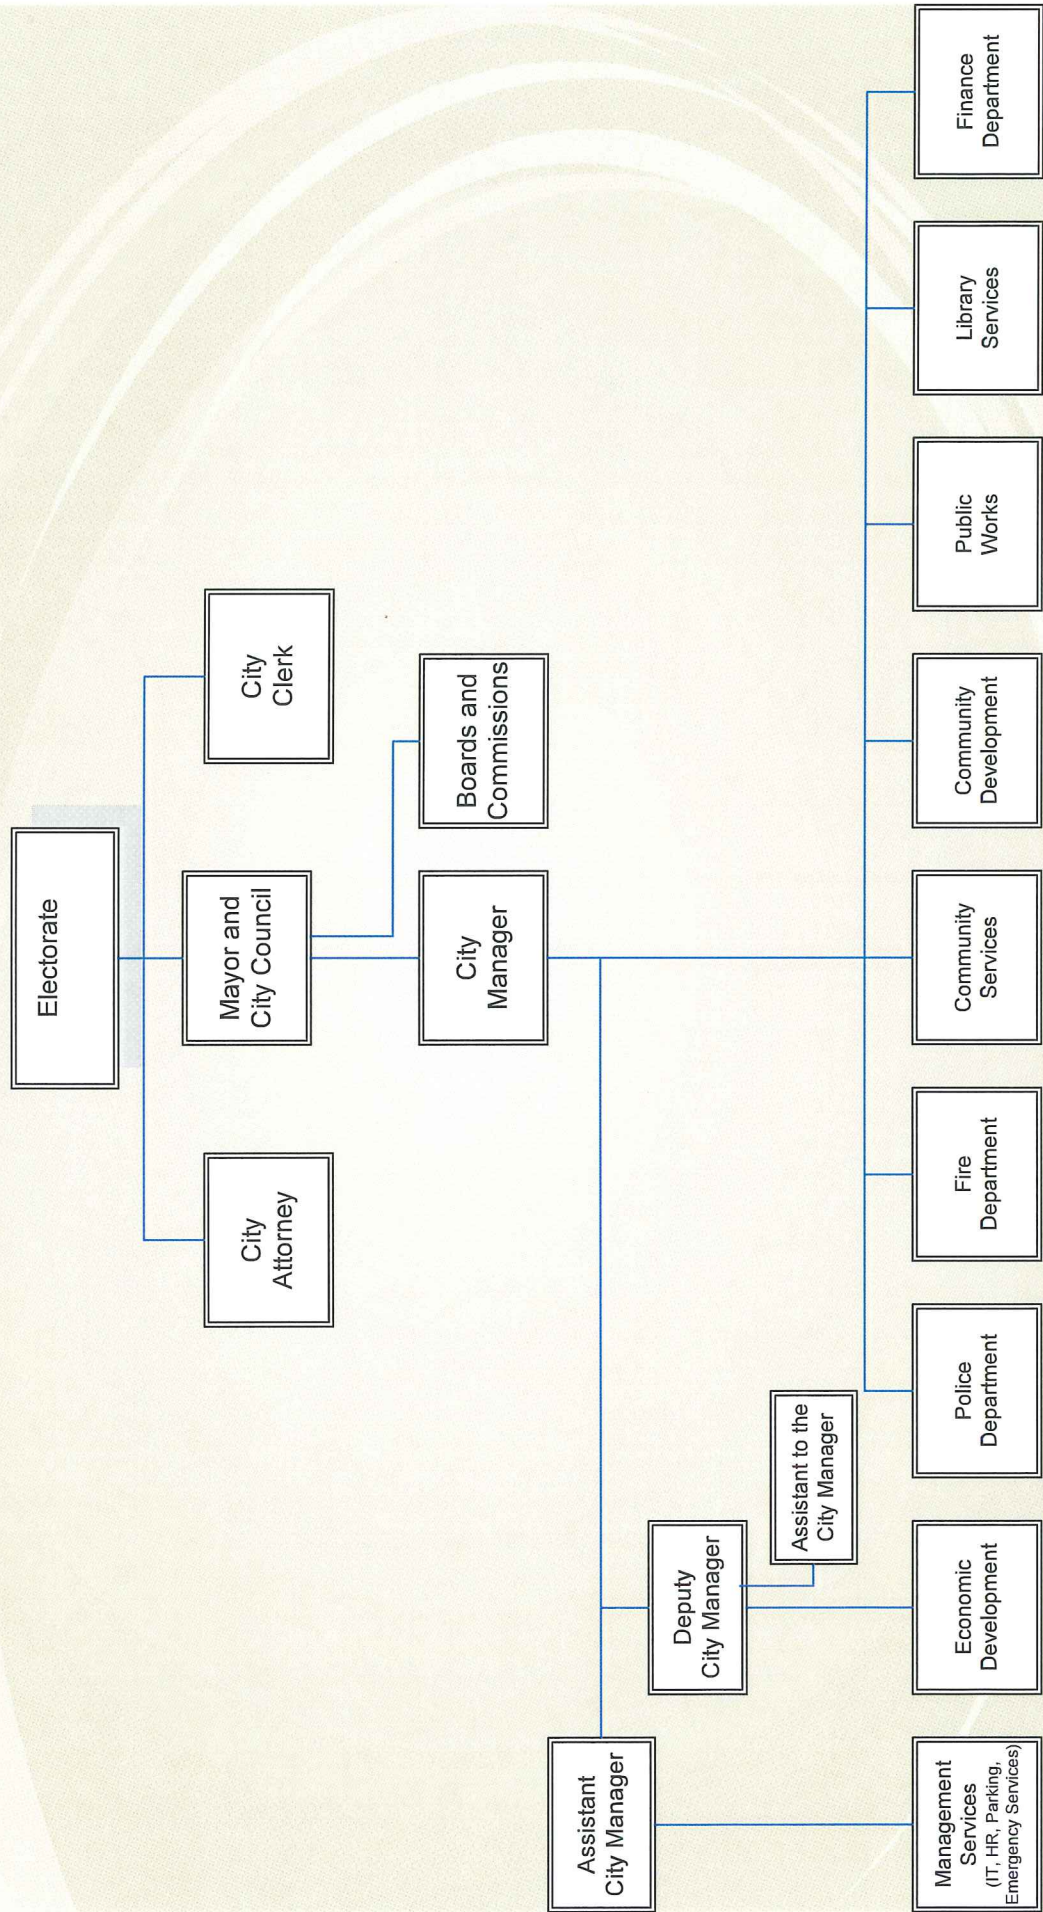 Electorate
City
Attorney
Mayor and
City Council
City
Clerk
City
Manager
Boards and
Commissions
Assistant
City Manager
Deputy
City Manager
Assistant to the
City Manager
Management
Services
(IT, HR, Parking,
Emergency Services)
Economic
Development
Police
Department
Fire
Department
Community
Services
Community
Development
Public
Works
Library
Services
Finance
Department